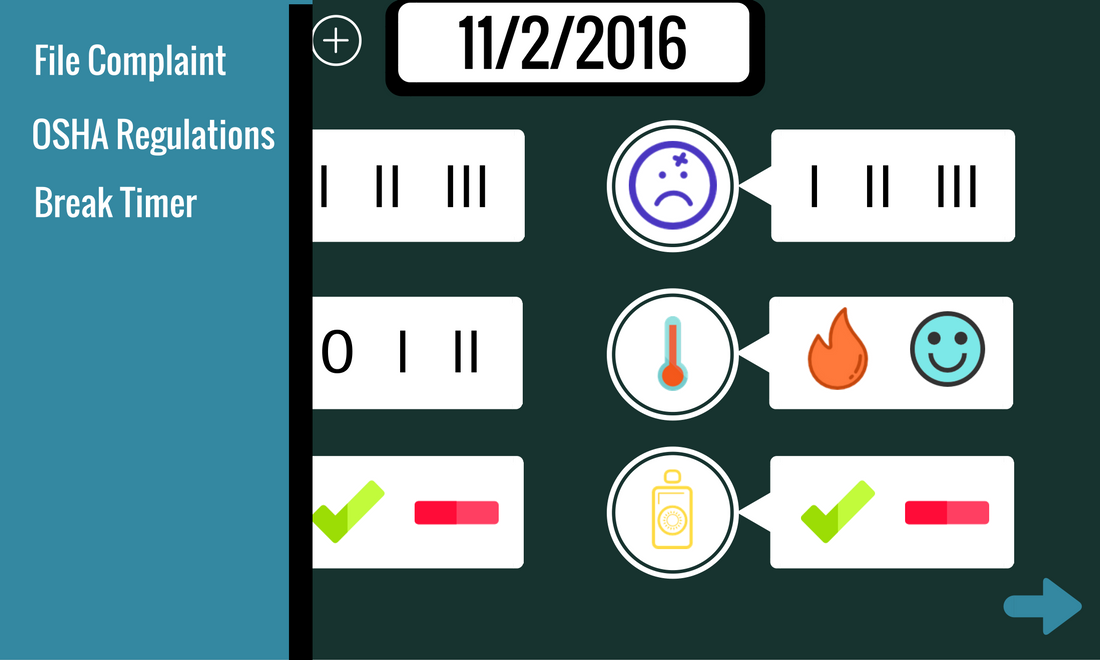 File Complaint
OSHA Regulations
Break Timer
11/2/2016
I II III
I II III
0 I II